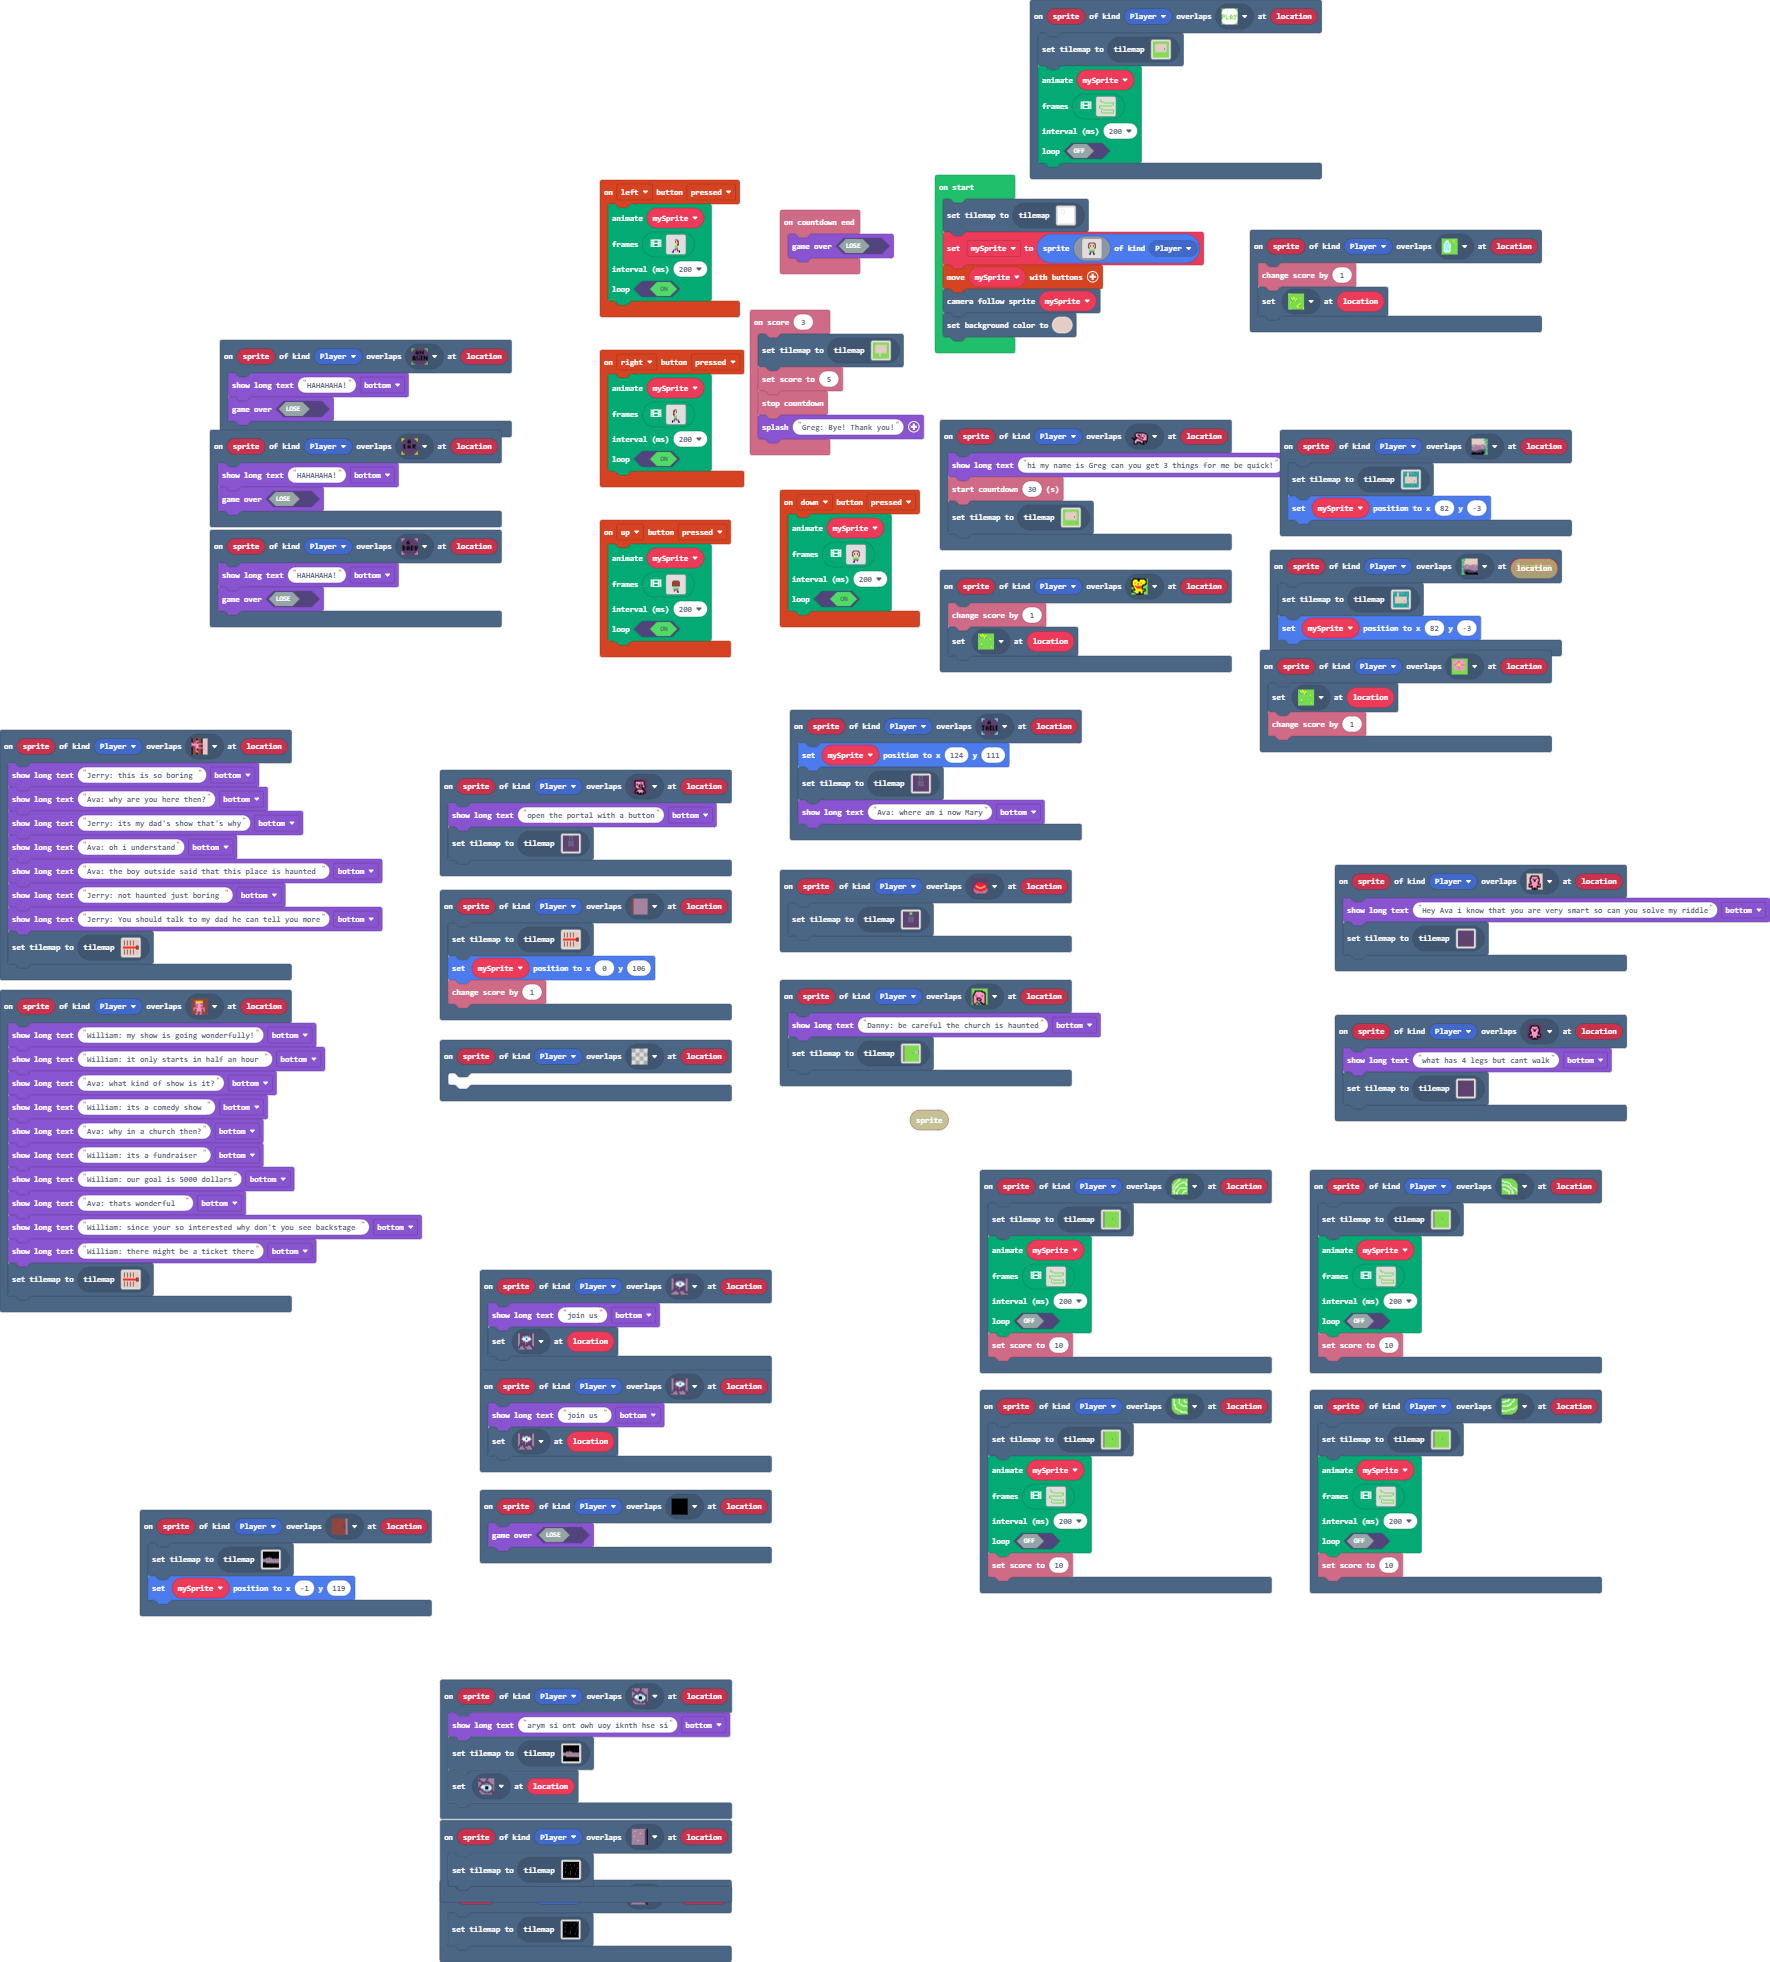 on sprite of kind Player overlaps PLAY at location
set tilemap to tilemap
animate mySprite
frames
interval (ms) 200
loop OFF
on left button pressed
animate mySprite
frames
interval (ms) 200
loop ON
on countdown end
game over LOSE
on start
set tilemap to tilemap
set mySprite to sprite of kind Player
move mySprite with buttons
camera follow sprite mySprite
set background color to
on sprite of kind Player overlaps at location
change score by 1
set at location
on score 3
set tilemap to tilemap
set score to 5
stop countdown
splash "Greg: Bye! Thank you!"
on right button pressed
animate mySprite
frames
interval (ms) 200
loop ON
on sprite of kind Player overlaps at location
show long text "HAHAHAHA!" bottom
game over LOSE
on sprite of kind Player overlaps at location
show long text "HAHAHAHA!" bottom
game over LOSE
on sprite of kind Player overlaps at location
show long text "HAHAHAHA!" bottom
game over LOSE
on up button pressed
animate mySprite
frames
interval (ms) 200
loop ON
on down button pressed
animate mySprite
frames
interval (ms) 200
loop ON
on sprite of kind Player overlaps at location
show long text "hi my name is Greg can you get 3 things for me be quick!"
start countdown 30 (s)
set tilemap to tilemap
on sprite of kind Player overlaps at location
set tilemap to tilemap
set mySprite position to x 82 y -3
on sprite of kind Player overlaps at location
change score by 1
set at location
on sprite of kind Player overlaps at location
set tilemap to tilemap
set mySprite position to x 82 y -3
on sprite of kind Player overlaps at location
set at location
change score by 1
on sprite of kind Player overlaps at location
show long text "Jerry: this is so boring " bottom
show long text "Ava: why are you here then?" bottom
show long text "Jerry: its my dad's show that's why" bottom
show long text "Ava: oh i understand" bottom
show long text "Ava: the boy outside said that this place is haunted " bottom
show long text "Jerry: not haunted just boring " bottom
show long text "Jerry: You should talk to my dad he can tell you more" bottom
set tilemap to tilemap
on sprite of kind Player overlaps at location
show long text "open the portal with a button" bottom
set tilemap to tilemap
on sprite of kind Player overlaps at location
set mySprite position to x 124 y 111
set tilemap to tilemap
show long text "Ava: where am i now Mary" bottom
on sprite of kind Player overlaps at location
set tilemap to tilemap
set mySprite position to x 0 y 106
change score by 1
on sprite of kind Player overlaps at location
set tilemap to tilemap
on sprite of kind Player overlaps at location
show long text "Hey Ava i know that you are very smart so can you solve my riddle" bottom
set tilemap to tilemap
on sprite of kind Player overlaps at location
show long text "William: my show is going wonderfully!" bottom
show long text "William: it only starts in half an hour " bottom
show long text "Ava: what kind of show is it?" bottom
show long text "William: its a comedy show " bottom
show long text "Ava: why in a church then?" bottom
show long text "William: its a fundraiser " bottom
show long text "William: our goal is 5000 dollars" bottom
show long text "Ava: thats wonderful " bottom
show long text "William: since your so interested why don't you see backstage " bottom
show long text "William: there might be a ticket there" bottom
set tilemap to tilemap
on sprite of kind Player overlaps at location
on sprite of kind Player overlaps at location
show long text "Danny: be careful the church is haunted" bottom
set tilemap to tilemap
sprite
on sprite of kind Player overlaps at location
show long text "what has 4 legs but cant walk" bottom
set tilemap to tilemap
on sprite of kind Player overlaps at location
set tilemap to tilemap
animate mySprite
frames
interval (ms) 200
loop OFF
set score to 10
on sprite of kind Player overlaps at location
set tilemap to tilemap
animate mySprite
frames
interval (ms) 200
loop OFF
set score to 10
on sprite of kind Player overlaps at location
show long text "join us" bottom
set at location
on sprite of kind Player overlaps at location
show long text "join us " bottom
set at location
on sprite of kind Player overlaps at location
game over LOSE
on sprite of kind Player overlaps at location
set tilemap to tilemap
animate mySprite
frames
interval (ms) 200
loop OFF
set score to 10
on sprite of kind Player overlaps at location
set tilemap to tilemap
animate mySprite
frames
interval (ms) 200
loop OFF
set score to 10
on sprite of kind Player overlaps at location
set tilemap to tilemap
set mySprite position to x -1 y 119
on sprite of kind Player overlaps at location
show long text "arym si ont owh uoy iknth hse si" bottom
set tilemap to tilemap
set at location
on sprite of kind Player overlaps at location
set tilemap to tilemap
set tilemap to tilemap